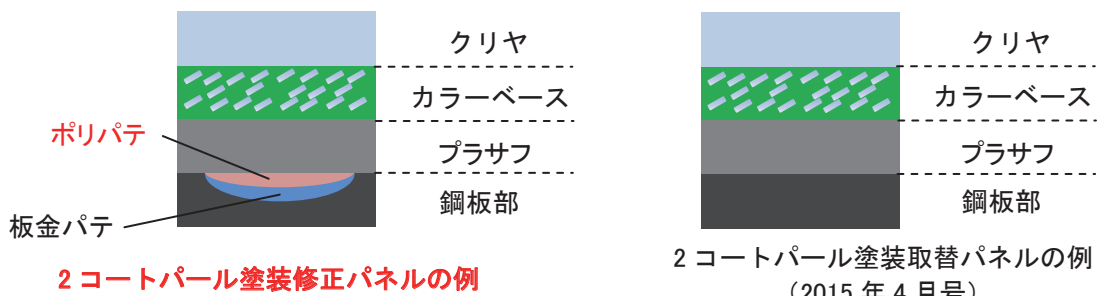 クリヤ
カラーベース
ポリパテ
プラサフ
鋼板部
板金パテ
2 コートパール塗装修正パネルの例
クリヤ
カラーベース
プラサフ
鋼板部
2 コートパール塗装取替パネルの例
（2015 年 4 月号）